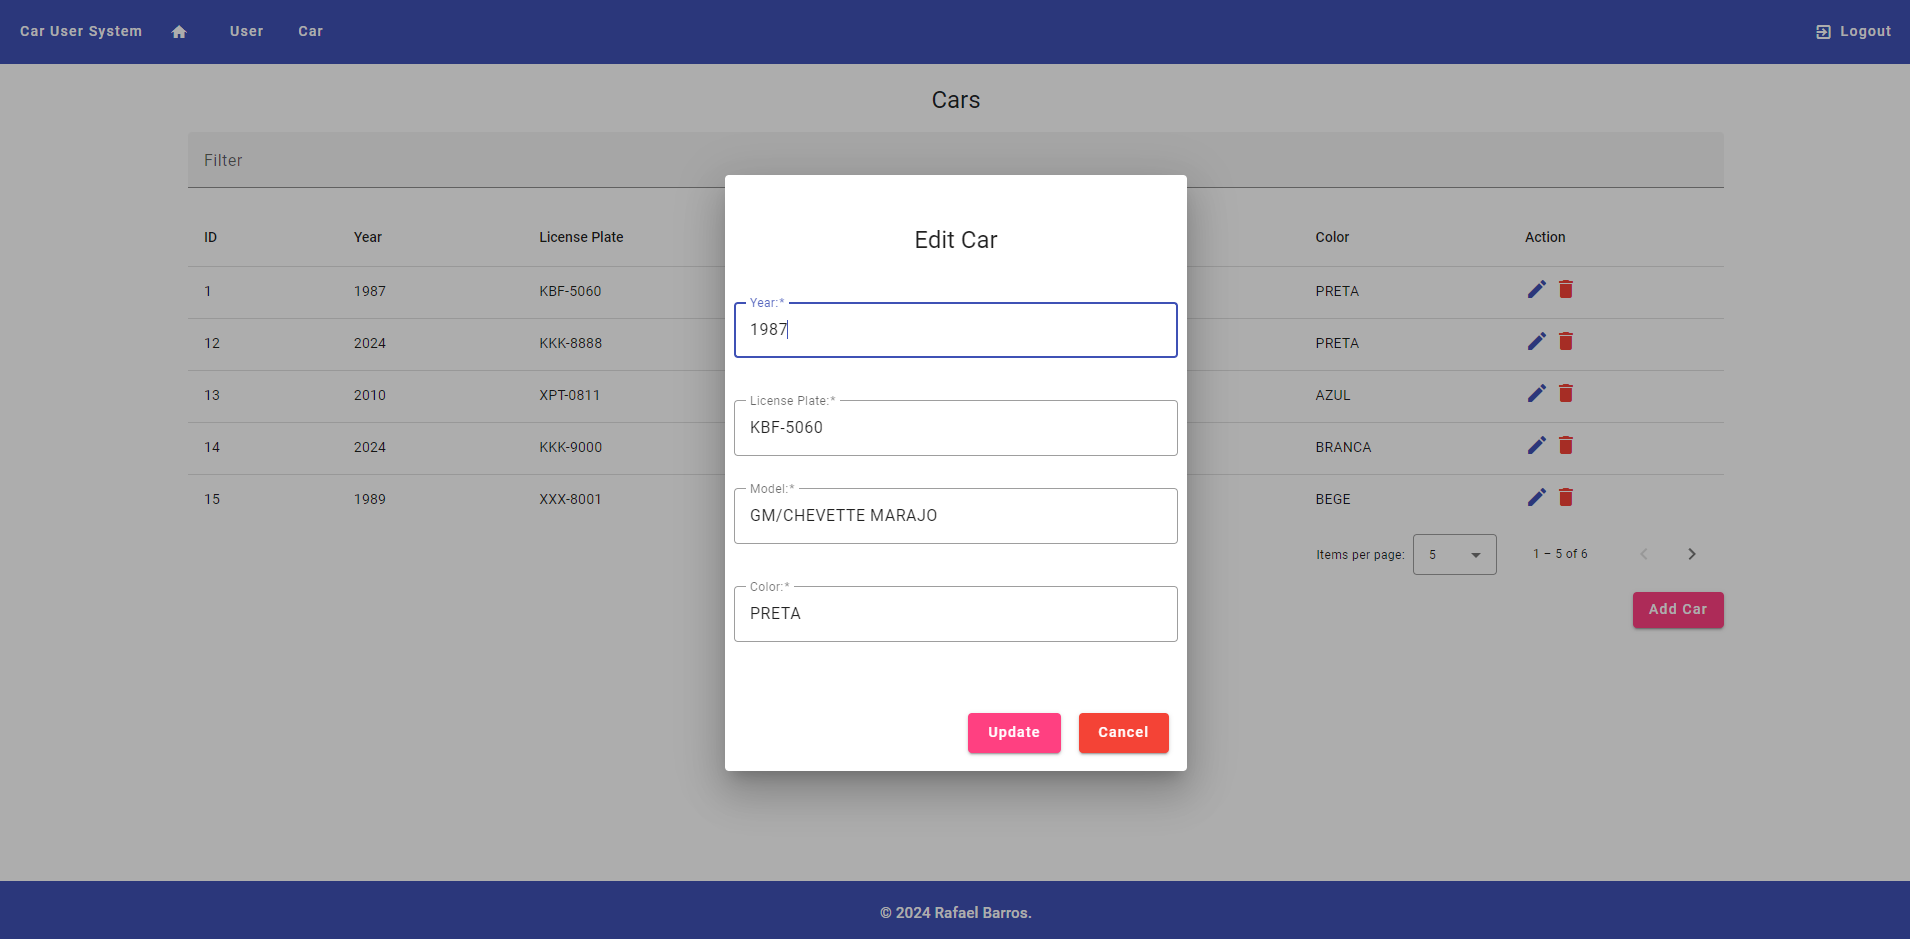 Car User System User Car Logout
Cars
Filter
Edit Car
ID Year License Plate Color Action
1 1987 KBF-5060 PRETA
12 2024 KKK-8888 PRETA
13 2010 XPT-0811 AZUL
14 2024 KKK-9000 BRANCA
15 1989 XXX-8001 BEGE
Year:*
1987
License Plate:*
KBF-5060
Model:*
GM/CHEVETTE MARAJO
Color:*
PRETA
Update Cancel
Items per page: 5 1 – 5 of 6
Add Car
© 2024 Rafael Barros.